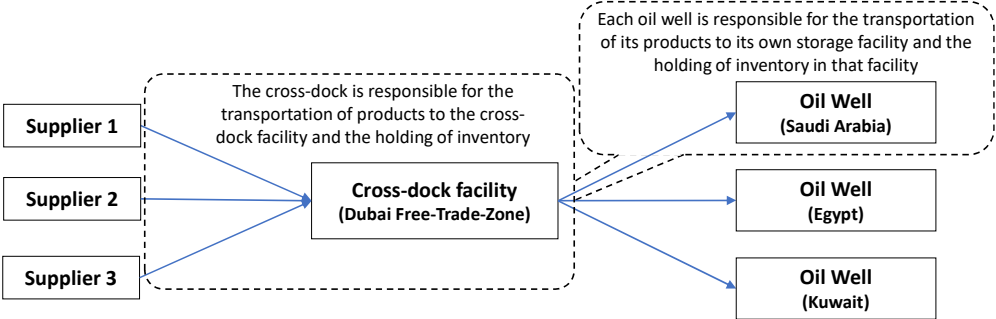 Each oil well is responsible for the transportation
of its products to its own storage facility and the
holding of inventory in that facility
The cross-dock is responsible for the
transportation of products to the cross-
dock facility and the holding of inventory
Supplier 1
Supplier 2
Supplier 3
Cross-dock facility
(Dubai Free-Trade-Zone)
Oil Well
(Saudi Arabia)
Oil Well
(Egypt)
Oil Well
(Kuwait)